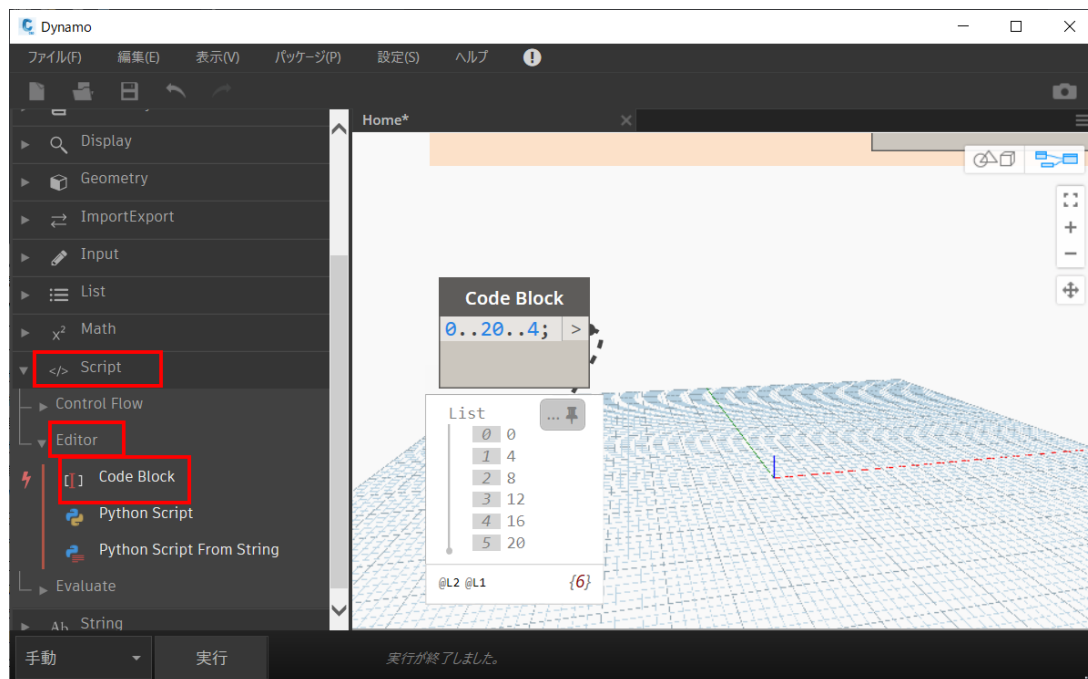 Dynamo
ファイル(F) 編集(E) 表示(V) パッケージ(P) 設定(S) ヘルプ
Home*
Display
Geometry
ImportExport
Input
List
Math
Script
Control Flow
Editor
Code Block
Python Script
Python Script From String
Evaluate
String
Code Block
0..20..4; >
List
0 0
1 4
2 8
3 12
4 16
5 20
@L2 @L1 {6}
手動 実行 実行が終了しました。